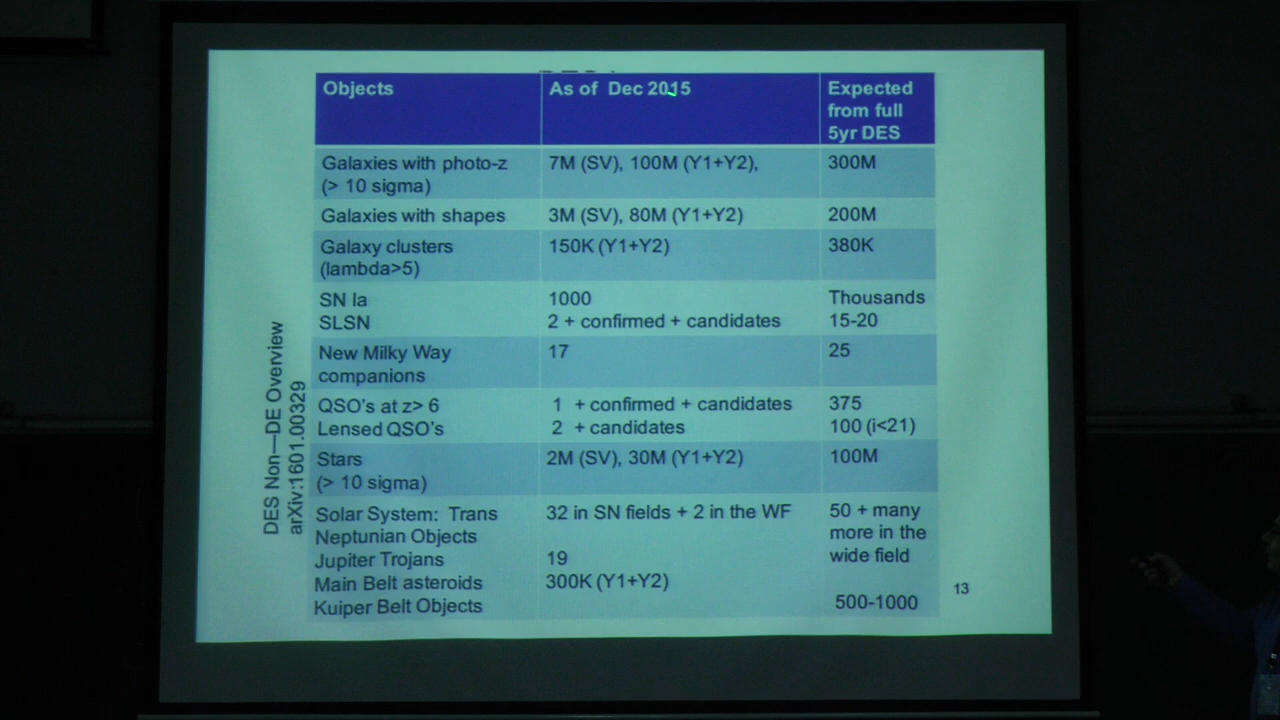 Objects As of Dec 2015 Expected
from full
5yr DES
Galaxies with photo-z 7M (SV), 100M (Y1+Y2), 300M
(> 10 sigma)
Galaxies with shapes 3M (SV), 80M (Y1+Y2) 200M
Galaxy clusters 150K (Y1+Y2) 380K
(lambda>5)
SN Ia 1000 Thousands
SLSN 2 + confirmed + candidates 15-20
New Milky Way 17 25
companions
QSO's at z> 6 1 + confirmed + candidates 375
Lensed QSO's 2 + candidates 100 (i<21)
Stars 2M (SV), 30M (Y1+Y2) 100M
(> 10 sigma)
Solar System: Trans 32 in SN fields + 2 in the WF 50 + many
Neptunian Objects more in the
Jupiter Trojans 19 wide field
Main Belt asteroids 300K (Y1+Y2)
Kuiper Belt Objects 500-1000
DES Non—DE Overview
arXiv:1601.00329
13